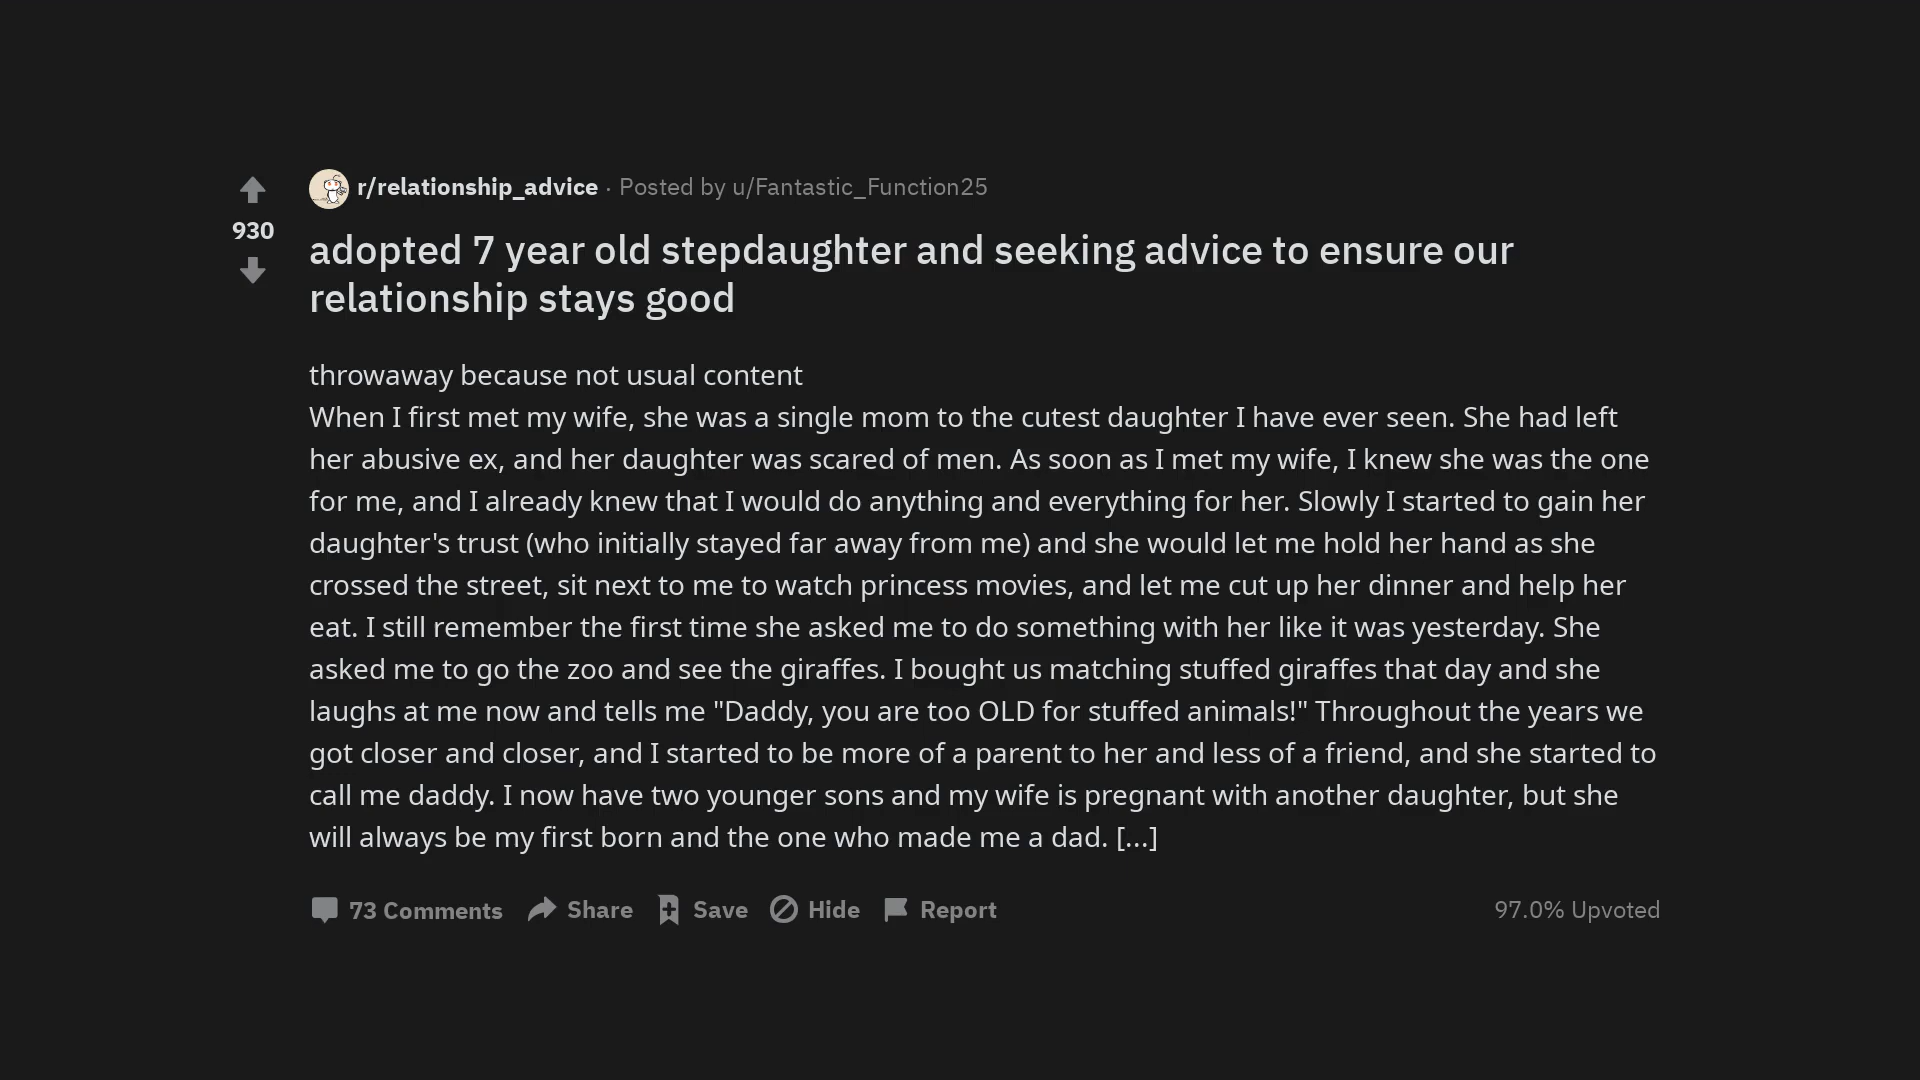 r/relationship_advice · Posted by u/Fantastic_Function25
930
adopted 7 year old stepdaughter and seeking advice to ensure our
relationship stays good
throwaway because not usual content
When I first met my wife, she was a single mom to the cutest daughter I have ever seen. She had left
her abusive ex, and her daughter was scared of men. As soon as I met my wife, I knew she was the one
for me, and I already knew that I would do anything and everything for her. Slowly I started to gain her
daughter's trust (who initially stayed far away from me) and she would let me hold her hand as she
crossed the street, sit next to me to watch princess movies, and let me cut up her dinner and help her
eat. I still remember the first time she asked me to do something with her like it was yesterday. She
asked me to go the zoo and see the giraffes. I bought us matching stuffed giraffes that day and she
laughs at me now and tells me "Daddy, you are too OLD for stuffed animals!" Throughout the years we
got closer and closer, and I started to be more of a parent to her and less of a friend, and she started to
call me daddy. I now have two younger sons and my wife is pregnant with another daughter, but she
will always be my first born and the one who made me a dad. [...]
73 Comments Share Save Hide Report 97.0% Upvoted